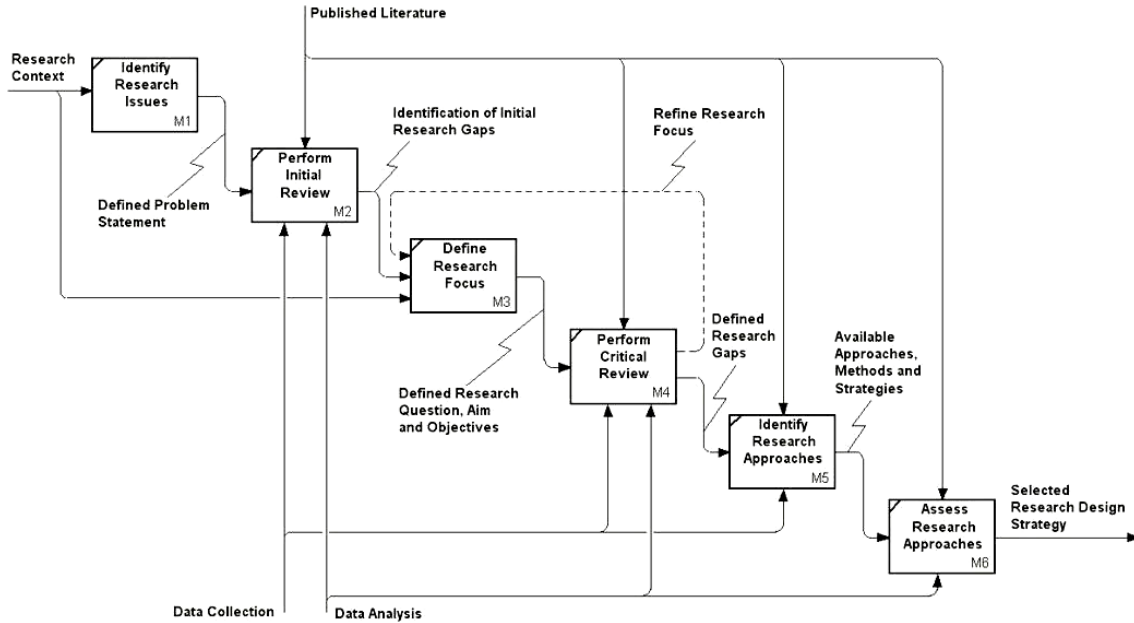 Published Literature
Research
Context
Identify
Research
Issues
M1
Identification of Initial
Research Gaps
Refine Research
Focus
Perform
Initial
Review
M2
Defined Problem
Statement
Define
Research
Focus
M3
Defined
Research
Gaps
Perform
Critical
Review
M4
Available
Approaches,
Methods and
Strategies
Defined Research
Question, Aim
and Objectives
Identify
Research
Approaches
M5
Selected
Research Design
Strategy
Assess
Research
Approaches
M6
Data Collection
Data Analysis